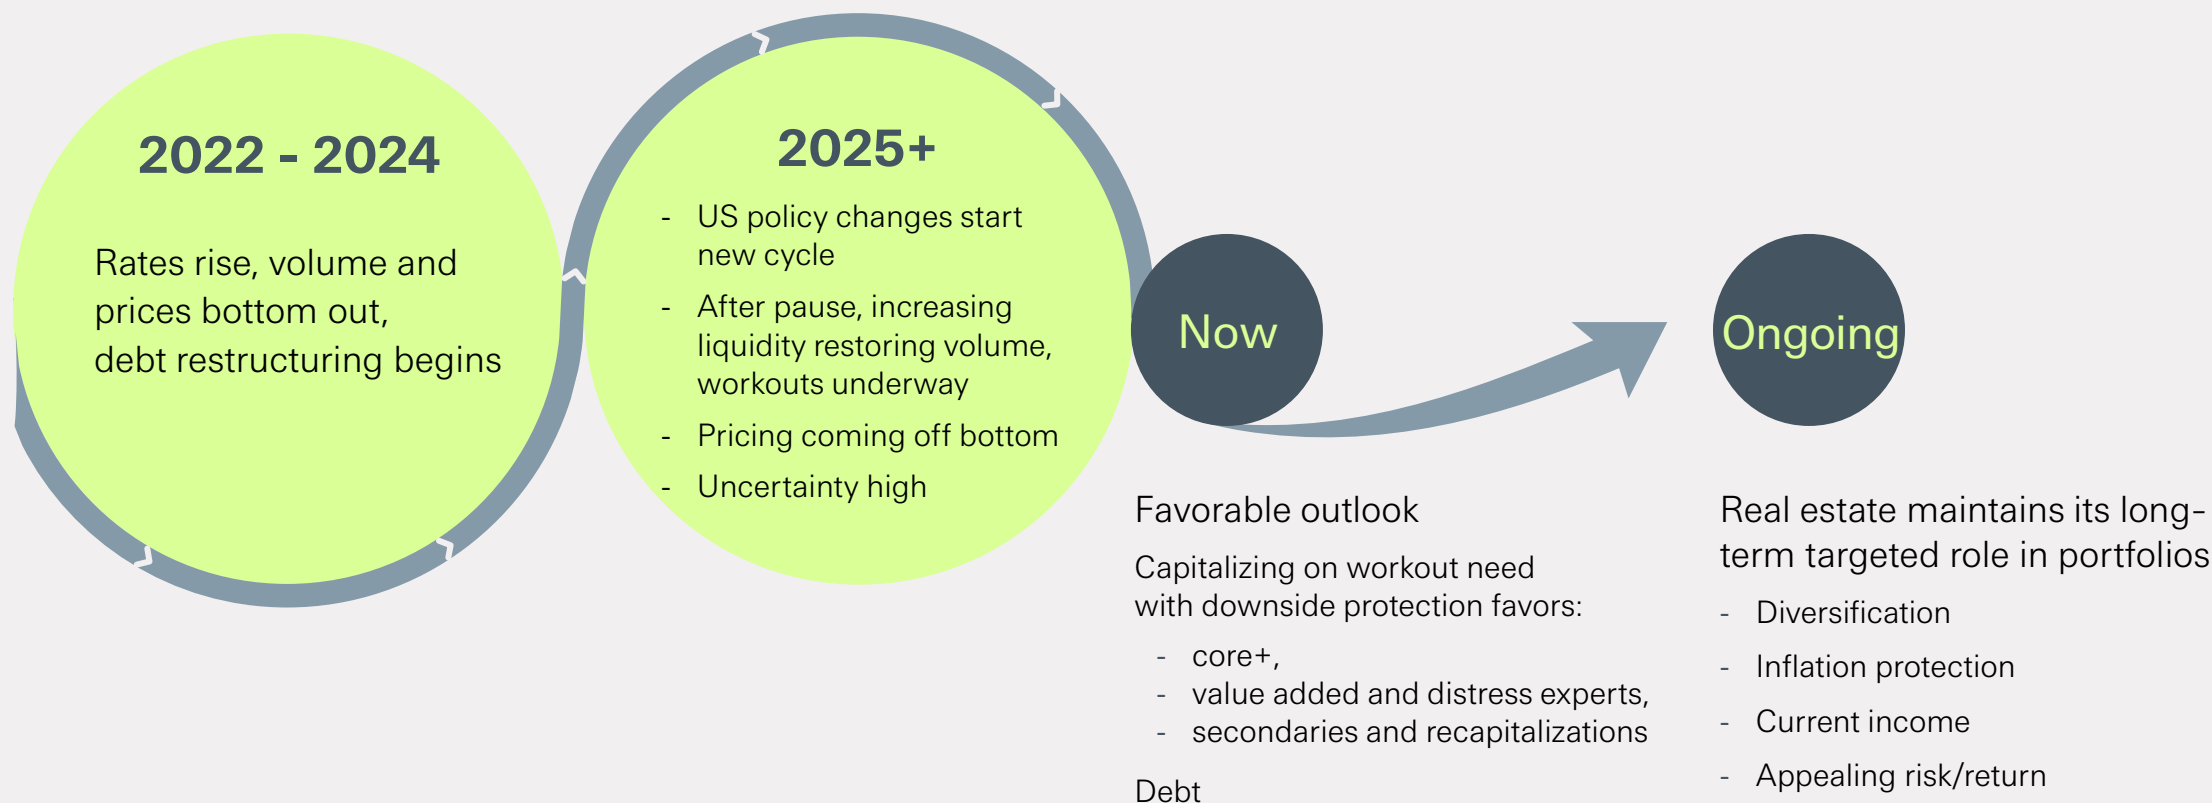 2022 - 2024
Rates rise, volume and
prices bottom out,
debt restructuring begins
2025+
- US policy changes start
new cycle
- After pause, increasing
liquidity restoring volume,
workouts underway
- Pricing coming off bottom
- Uncertainty high
Now
Favorable outlook
Capitalizing on workout need
with downside protection favors:
- core+,
- value added and distress experts,
- secondaries and recapitalizations
Debt
Ongoing
Real estate maintains its long-
term targeted role in portfolios
- Diversification
- Inflation protection
- Current income
- Appealing risk/return